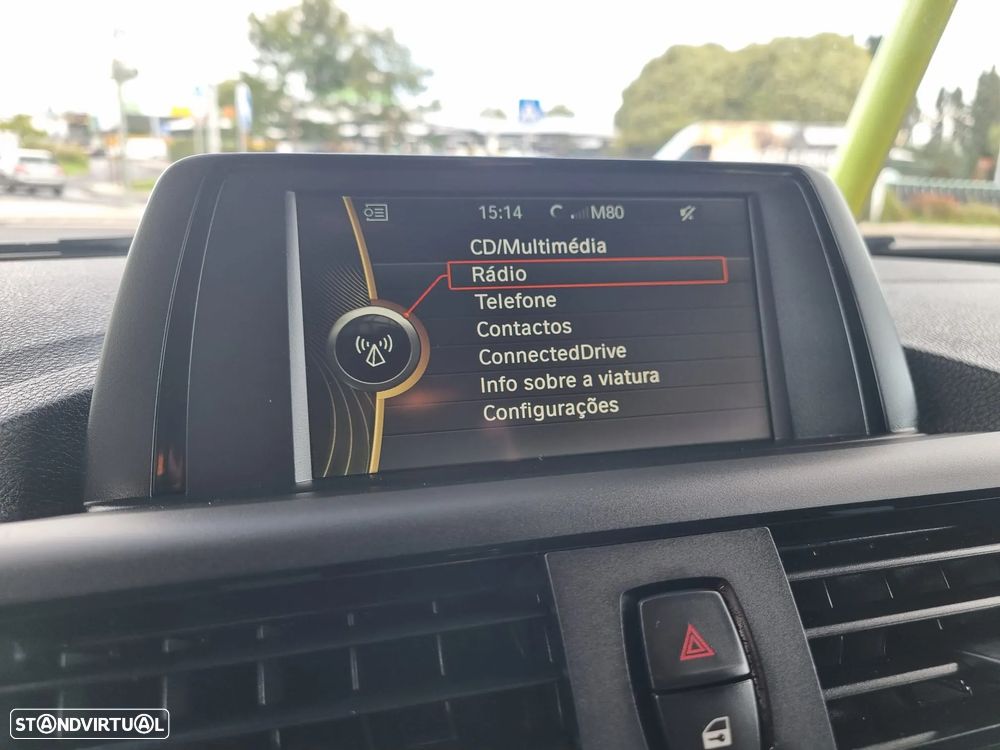 15:14 M80
CD/Multimédia
Rádio
Telefone
Contactos
ConnectedDrive
Info sobre a viatura
Configurações
STANDVIRTUAL